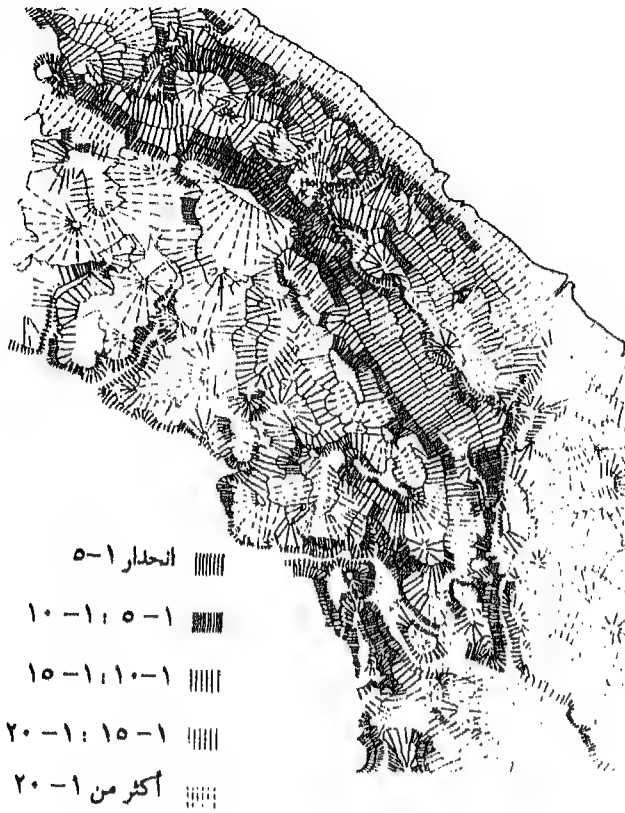 انحدار ١-٥
١-٥ : ١-١٠
١-١٠ : ١-١٥
١-١٥ : ١-٢٠
أكثر من ١-٢٠